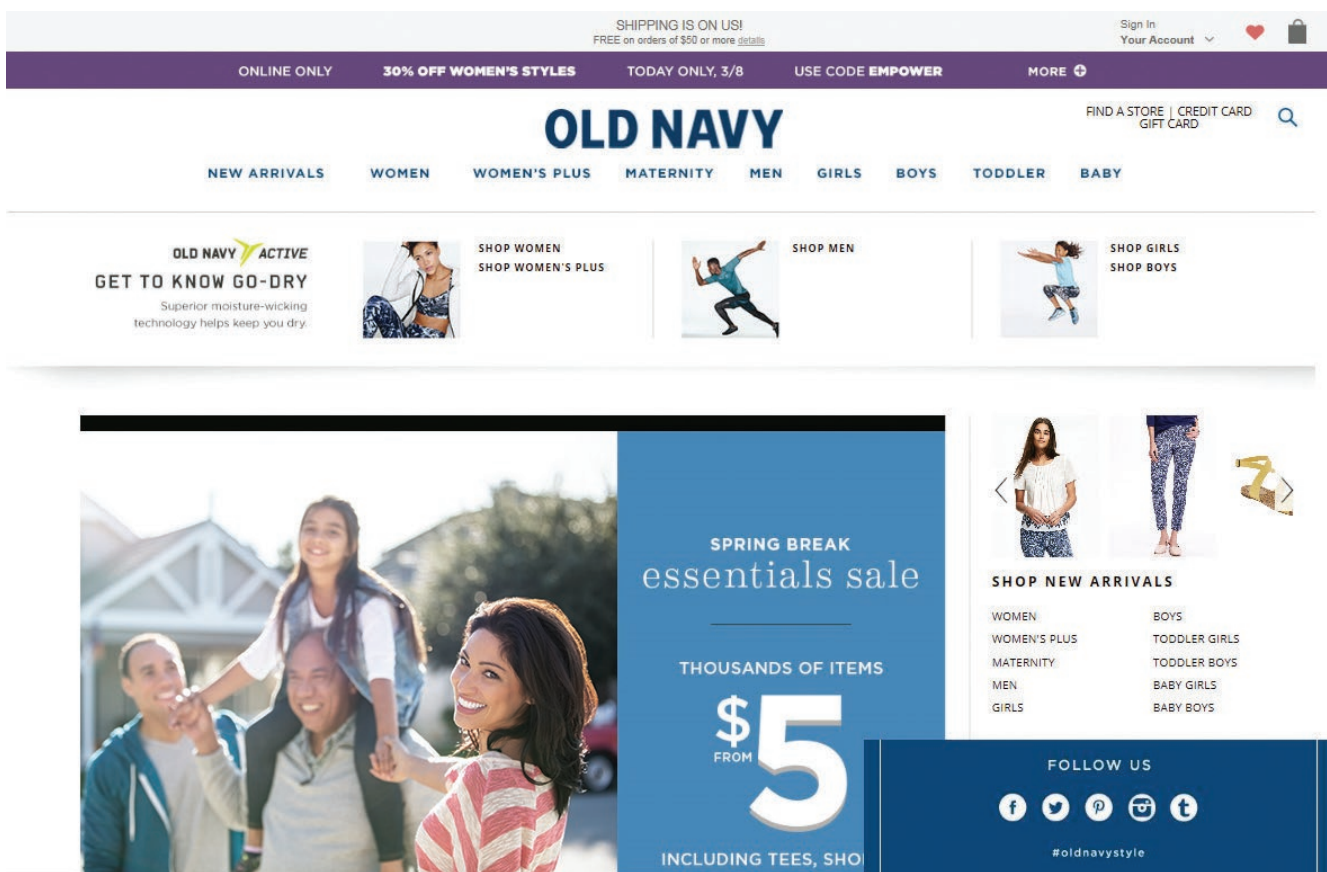 SHIPPING IS ON US!
FREE on orders of $50 or more details
Sign In
Your Account
ONLINE ONLY 30% OFF WOMEN'S STYLES TODAY ONLY, 3/8 USE CODE EMPOWER MORE
OLD NAVY
FIND A STORE | CREDIT CARD
GIFT CARD
NEW ARRIVALS WOMEN WOMEN'S PLUS MATERNITY MEN GIRLS BOYS TODDLER BABY
OLD NAVY ACTIVE
GET TO KNOW GO-DRY
Superior moisture-wicking
technology helps keep you dry.
SHOP WOMEN
SHOP WOMEN'S PLUS
SHOP MEN
SHOP GIRLS
SHOP BOYS
SPRING BREAK
essentials sale
THOUSANDS OF ITEMS
$5
FROM
INCLUDING TEES, SHO
SHOP NEW ARRIVALS
WOMEN
WOMEN'S PLUS
MATERNITY
MEN
GIRLS
BOYS
TODDLER GIRLS
TODDLER BOYS
BABY GIRLS
BABY BOYS
FOLLOW US
#oldnavystyle